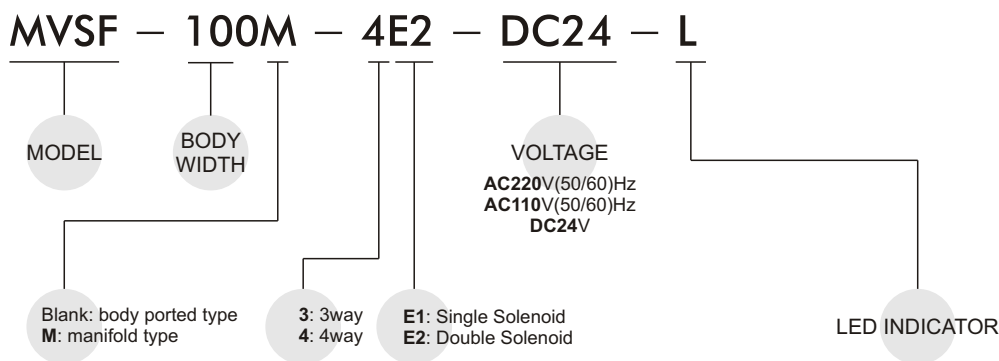 MVSF – 100M – 4E2 – DC24 – L
MODEL
BODY
WIDTH
VOLTAGE
AC220V(50/60)Hz
AC110V(50/60)Hz
DC24V
Blank: body ported type
M: manifold type
3: 3way
4: 4way
E1: Single Solenoid
E2: Double Solenoid
LED INDICATOR